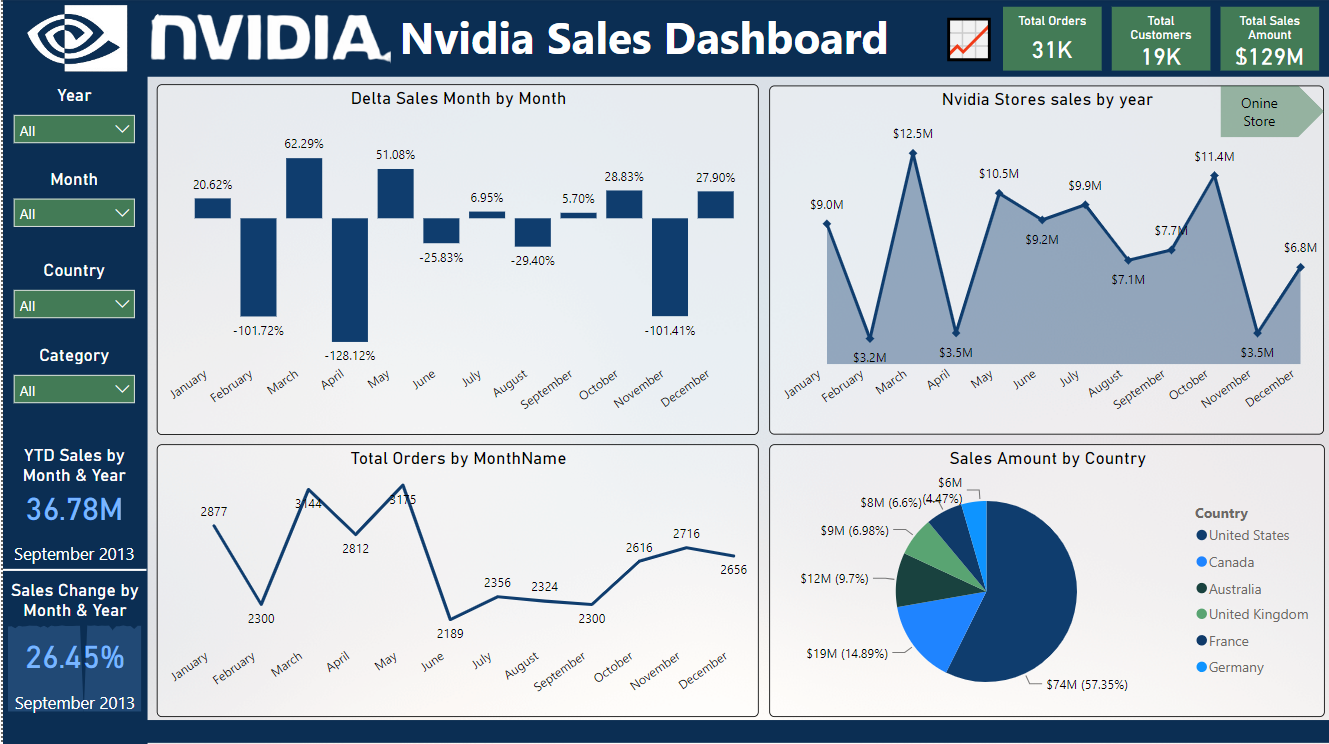 nVIDIA. Nvidia Sales Dashboard
Total Orders
31K
Total
Customers
19K
Total Sales
Amount
$129M
Year
All
Month
All
Country
All
Category
All
YTD Sales by
Month & Year
36.78M
September 2013
Sales Change by
Month & Year
26.45%
September 2013
Delta Sales Month by Month
62.29%
51.08%
20.62%
6.95%
5.70%
28.83%
27.90%
-25.83%
-29.40%
-101.72%
-101.41%
-128.12%
January
February
March
April
May
June
July
August
September
October
November
December
Nvidia Stores sales by year
Onine
Store
$12.5M
$11.4M
$10.5M
$9.9M
$9.0M
$9.2M
$7.7M
$7.1M
$6.8M
$3.2M
$3.5M
$3.5M
January
February
March
April
May
June
July
August
September
October
November
December
Total Orders by MonthName
2877
2300
3144
2812
3175
2189
2356
2324
2300
2616
2716
2656
January
February
March
April
May
June
July
August
September
October
November
December
Sales Amount by Country
$6M
(4.47%)
$8M (6.6%)
$9M (6.98%)
$12M (9.7%)
$19M (14.89%)
$74M (57.35%)
Country
United States
Canada
Australia
United Kingdom
France
Germany